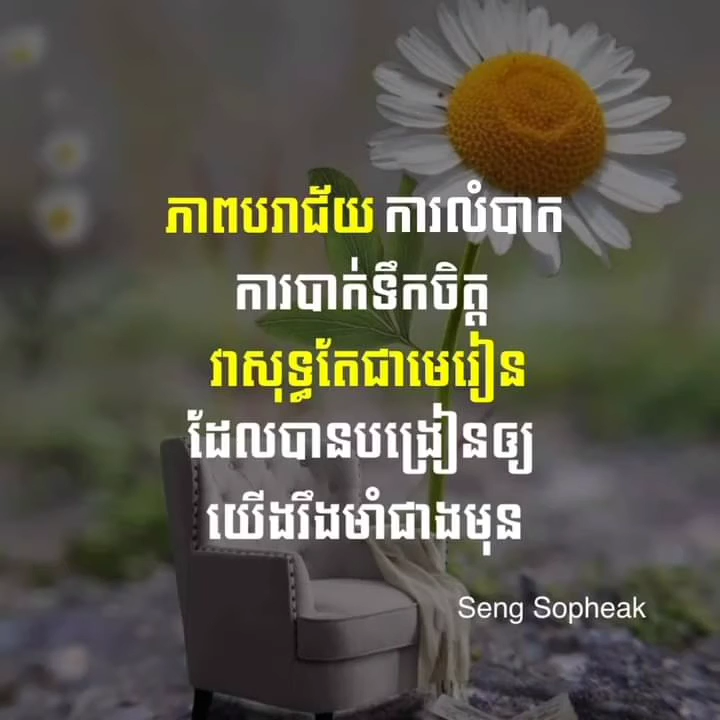 ភាពបរាជ័យ ការលំបាក
ការបាក់ទឹកចិត្ត
វាសុទ្ធតែជាមេរៀន
ដែលបានបង្រៀនឲ្យ
យើងរឹងមាំជាងមុន
Seng Sopheak